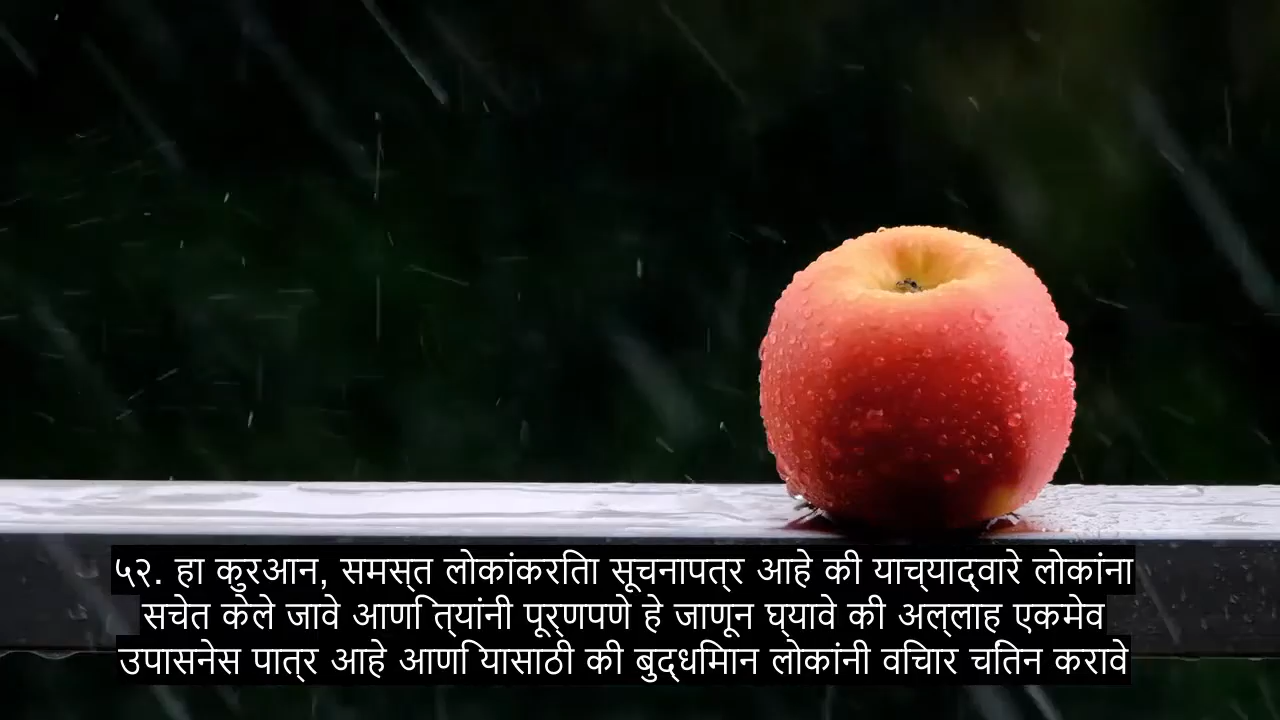 ५२. हा कुरआन, समस्त लोकांकरिता सूचनापत्र आहे की याच्याद्वारे लोकांना
सचेत केले जावे आणि त्यांनी पूर्णपणे हे जाणून घ्यावे की अल्लाह एकमेव
उपासनेस पात्र आहे आणि यासाठी की बुद्धिमान लोकांनी विचार चिंतन करावे